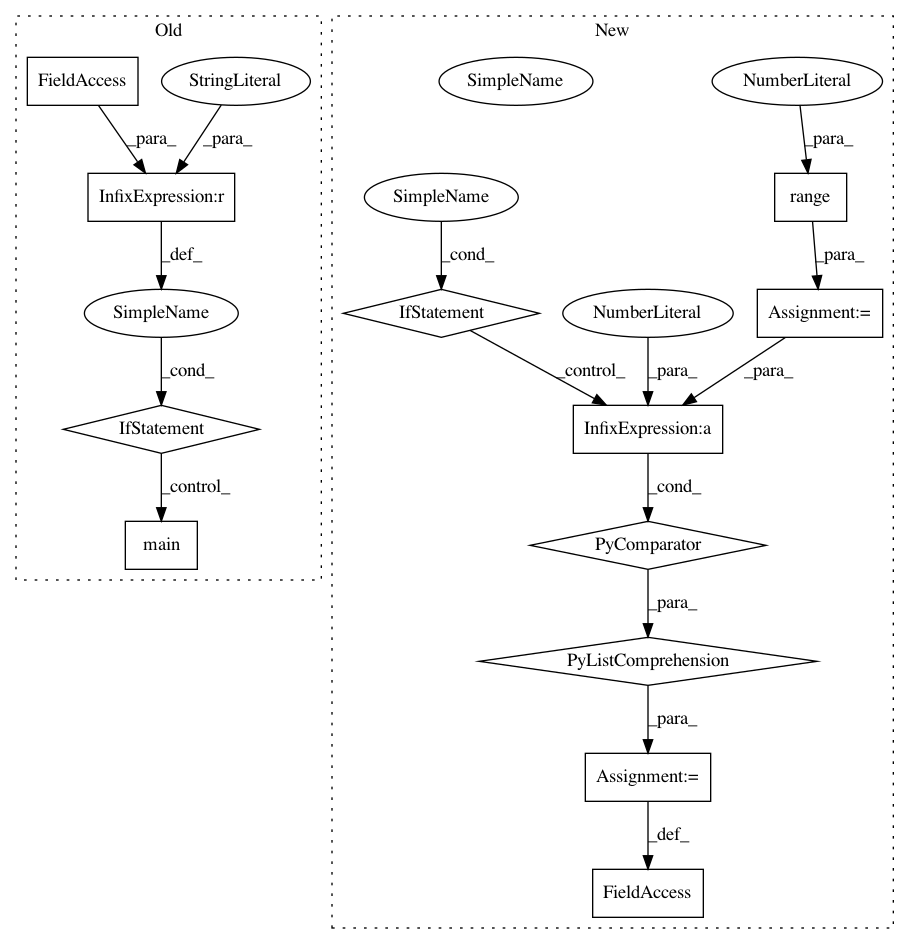 Old
New
FieldAccess
StringLiteral
SimpleName
NumberLiteral
_para_
_para_
_para_
InfixExpression:r
SimpleName
range
_def_
_cond_
_para_
SimpleName
IfStatement
NumberLiteral
Assignment:=
_cond_
_control_
_para_
_para_
IfStatement
InfixExpression:a
_control_
_cond_
main
PyComparator
_para_
PyListComprehension
_para_
Assignment:=
_def_
FieldAccess